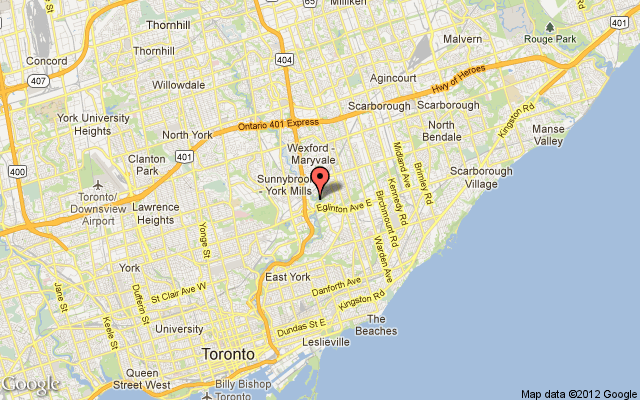 Milliken
Thornhill
Rouge Park
201
Concord
Thornhill
404
Malvern
407
Agincourt
Hwy of Heroes
Willowdale
Scarborough
Scarborough
York University
Heights
Ontario 401 Express
North
Bendale
Kingston Rd
North York
Manse
Valley
Wexford -
Maryvale
Clanton
Park
401
400
Midland Ave
Brimley Rd
Scarborough
Village
Sunnybrook
- York Mills
Kennedy Rd
Birchmount Rd
Toronto/
Downsview
Airport
Lawrence
Heights
Eglinton Ave E
Yonge St
Warden Ave
York
East York
St Clair Ave W
Danforth Ave
Jane St
Dufferin St
Keele St
Kingston Rd
University
Dundas St E
The
Beaches
Leslieville
Toronto
Queen
Street West
Billy Bishop
Toronto
Google
Map data ©2012 Google